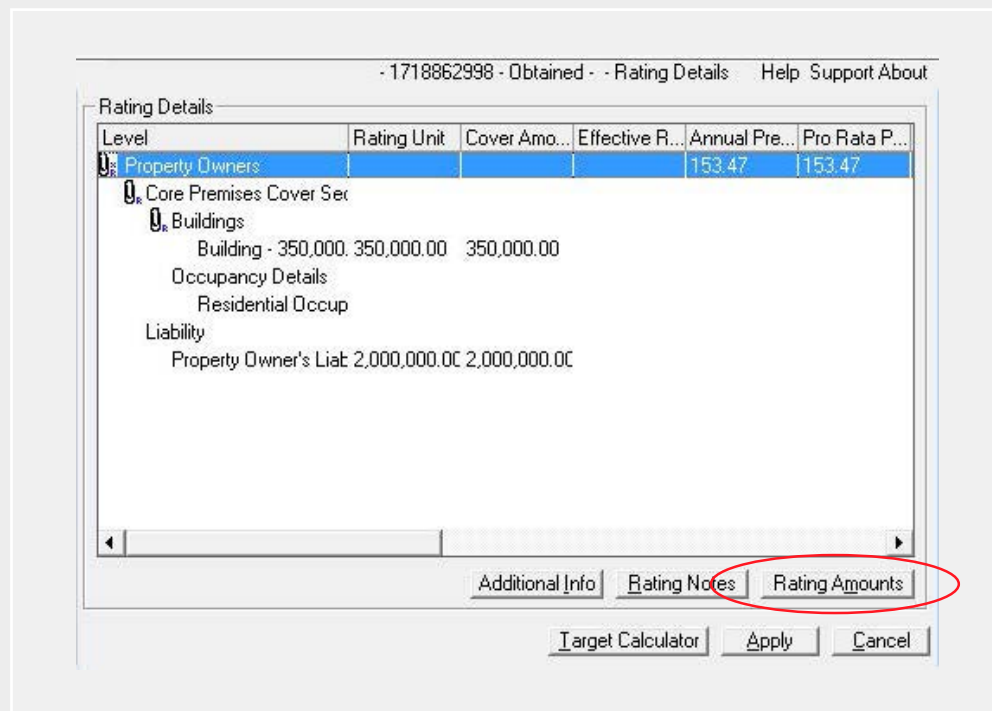 - 1718862998 - Obtained - - Rating Details Help Support About
Rating Details
Level Rating Unit Cover Amo... Effective R... Annual Pre... Pro Rata P...
Property Owners 153.47 153.47
Core Premises Cover Sec
Buildings
Building - 350,000. 350,000.00 350,000.00
Occupancy Details
Residential Occup
Liability
Property Owner's Liab 2,000,000.00 2,000,000.00
Additional Info Rating Notes Rating Amounts
Target Calculator Apply Cancel